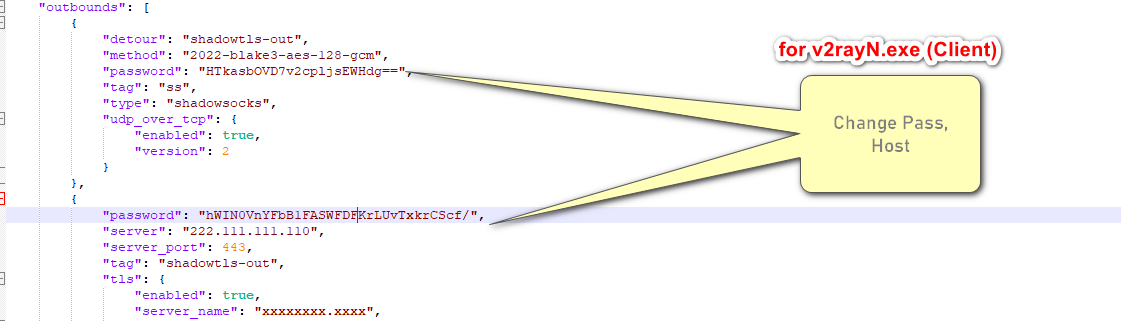 "outbounds": [
{
"detour": "shadowtls-out",
"method": "2022-blake3-aes-128-gcm",
"password": "HTkasbOVD7v2cpljsEWHdg==",
"tag": "ss",
"type": "shadowsocks",
"udp_over_tcp": {
"enabled": true,
"version": 2
}
},
{
"password": "hWIN0VnYFbB1FASWFDFKrLUvTxkrCScf/",
"server": "222.111.111.110",
"server_port": 443,
"tag": "shadowtls-out",
"tls": {
"enabled": true,
"server_name": "xxxxxxxx.xxxx",
for v2rayN.exe (Client)
Change Pass,
Host